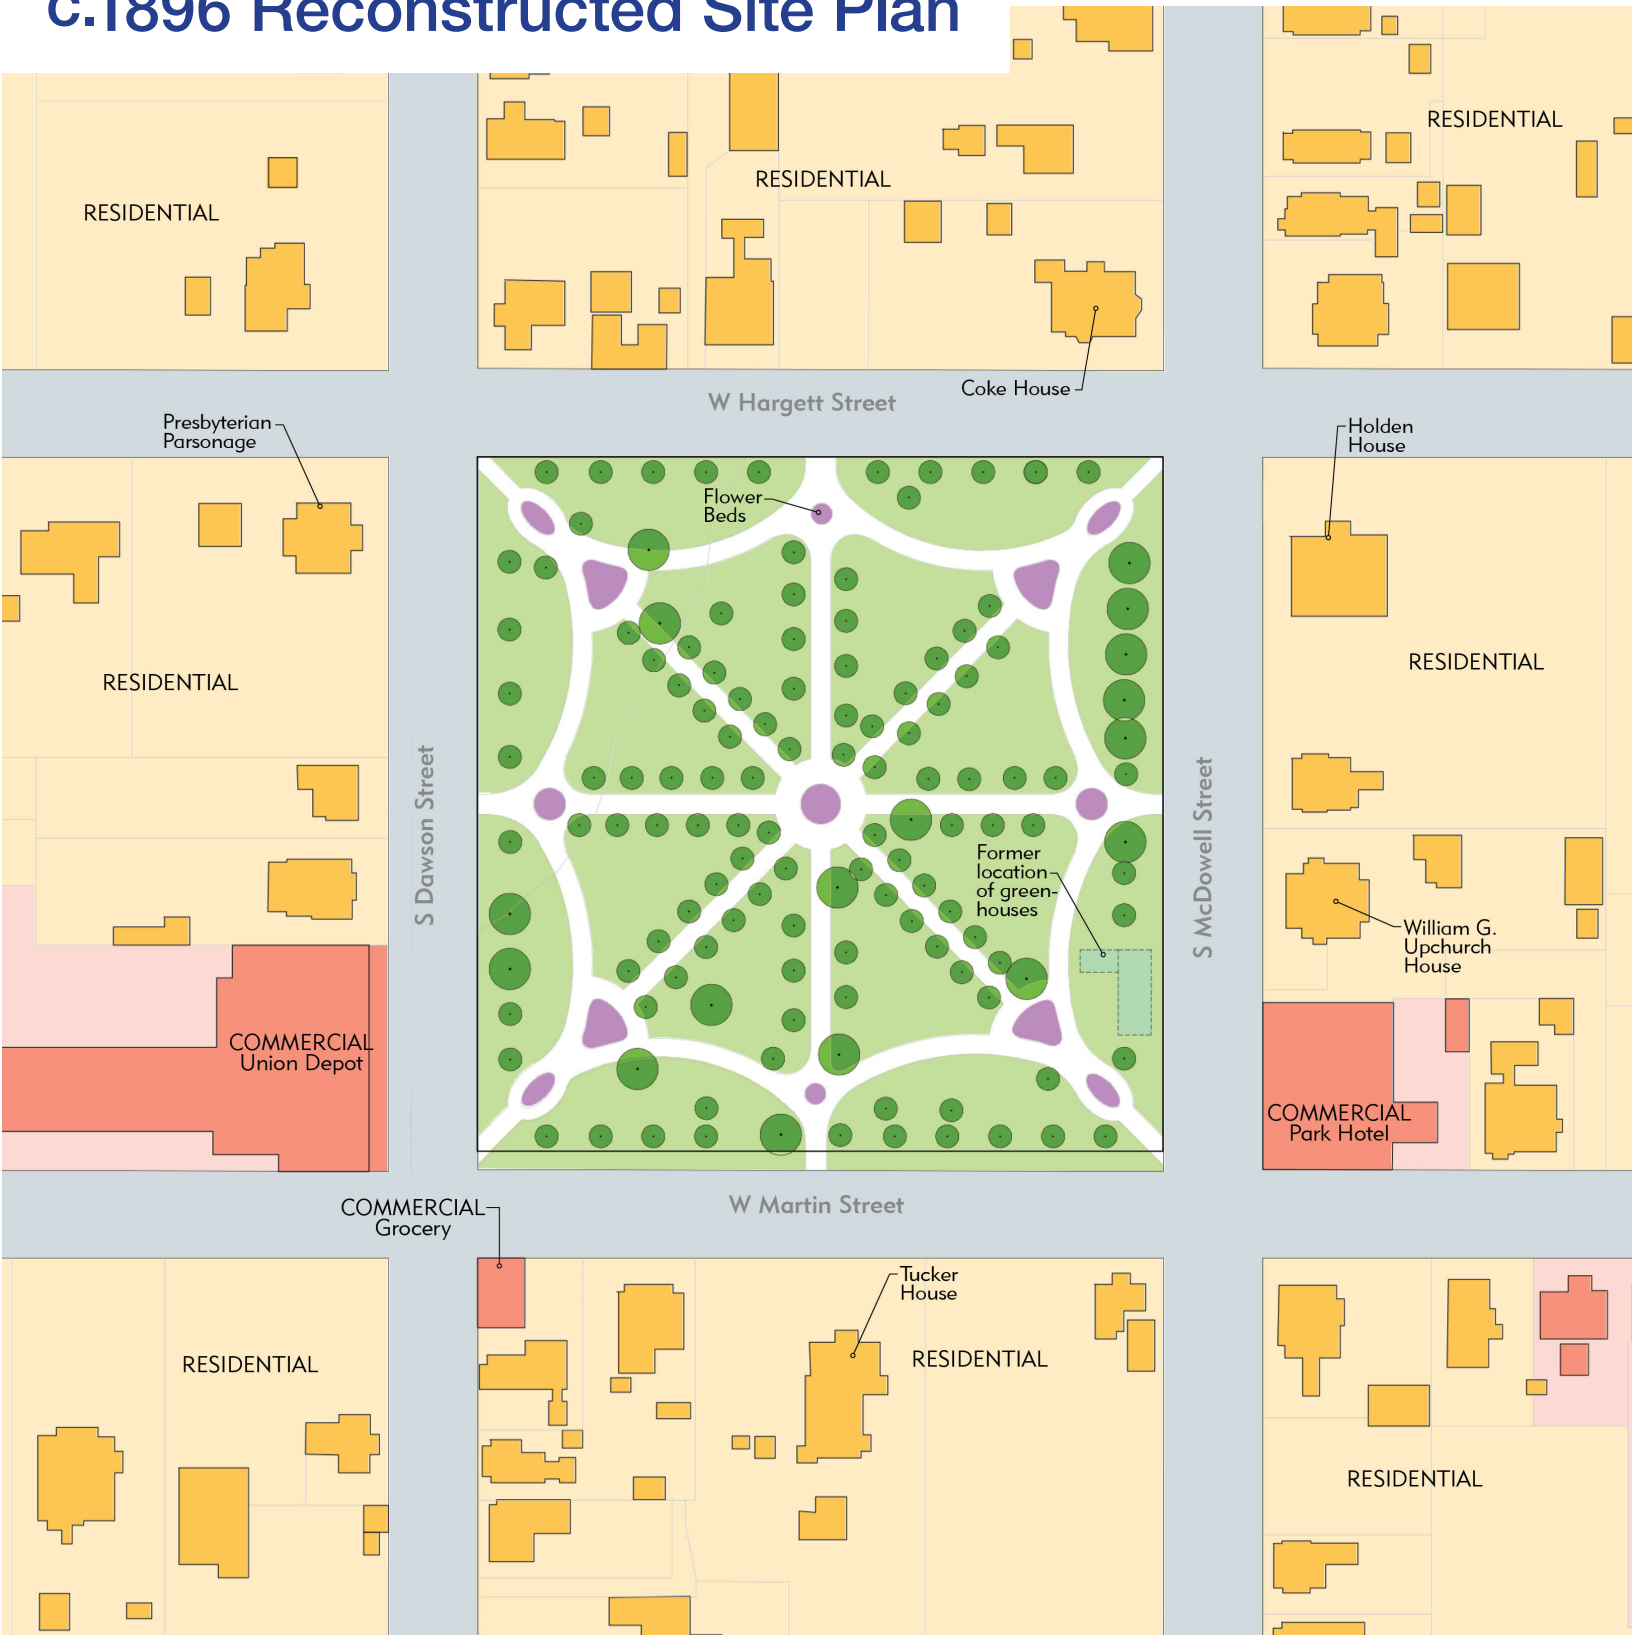 c.1896 Reconstructed Site Plan
RESIDENTIAL
RESIDENTIAL
RESIDENTIAL
Coke House
W Hargett Street
Presbyterian
Parsonage
Holden
House
Flower
Beds
RESIDENTIAL
RESIDENTIAL
S Dawson Street
S McDowell Street
Former
location
of green-
houses
William G.
Upchurch
House
COMMERCIAL
Union Depot
COMMERCIAL
Park Hotel
COMMERCIAL
Grocery
W Martin Street
Tucker
House
RESIDENTIAL
RESIDENTIAL
RESIDENTIAL